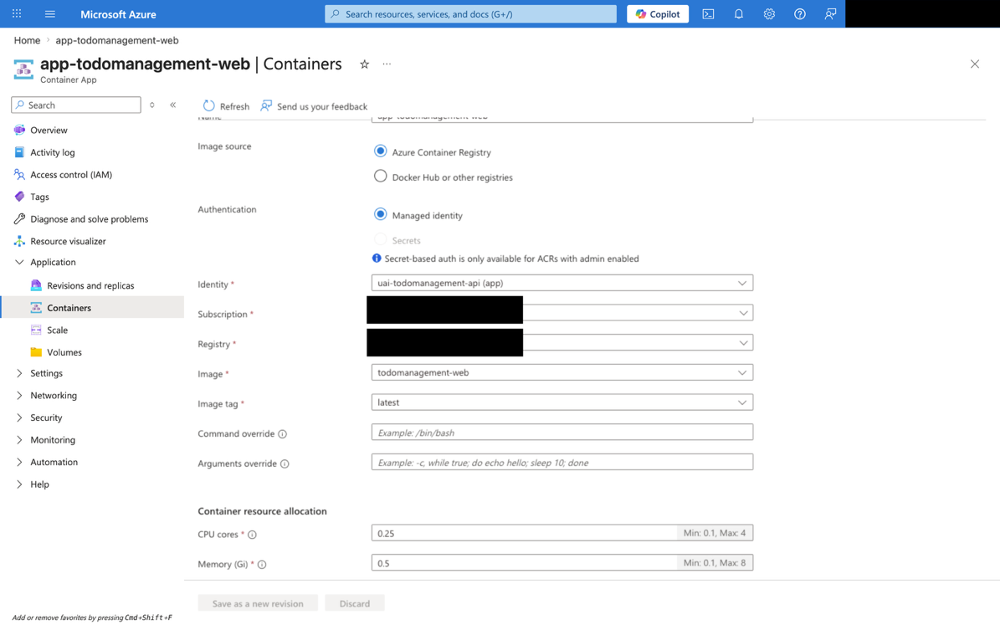 Microsoft Azure
Search resources, services, and docs (G+/)
Copilot
Home > app-todomanagement-web
app-todomanagement-web | Containers
Container App
Search
Refresh
Send us your feedback
Overview
Activity log
Access control (IAM)
Tags
Diagnose and solve problems
Resource visualizer
Application
Revisions and replicas
Containers
Scale
Volumes
Settings
Networking
Security
Monitoring
Automation
Help
Add or remove favorites by pressing Cmd+Shift+F
Name
app-todomanagement-web
Image source
Azure Container Registry
Docker Hub or other registries
Authentication
Managed identity
Secrets
Secret-based auth is only available for ACRs with admin enabled
Identity *
uai-todomanagement-api (app)
Subscription *
Registry *
Image *
todomanagement-web
Image tag *
latest
Command override
Example: /bin/bash
Arguments override
Example: -c, while true; do echo hello; sleep 10; done
Container resource allocation
CPU cores *
0.25
Min: 0.1, Max: 4
Memory (Gi) *
0.5
Min: 0.1, Max: 8
Save as a new revision
Discard